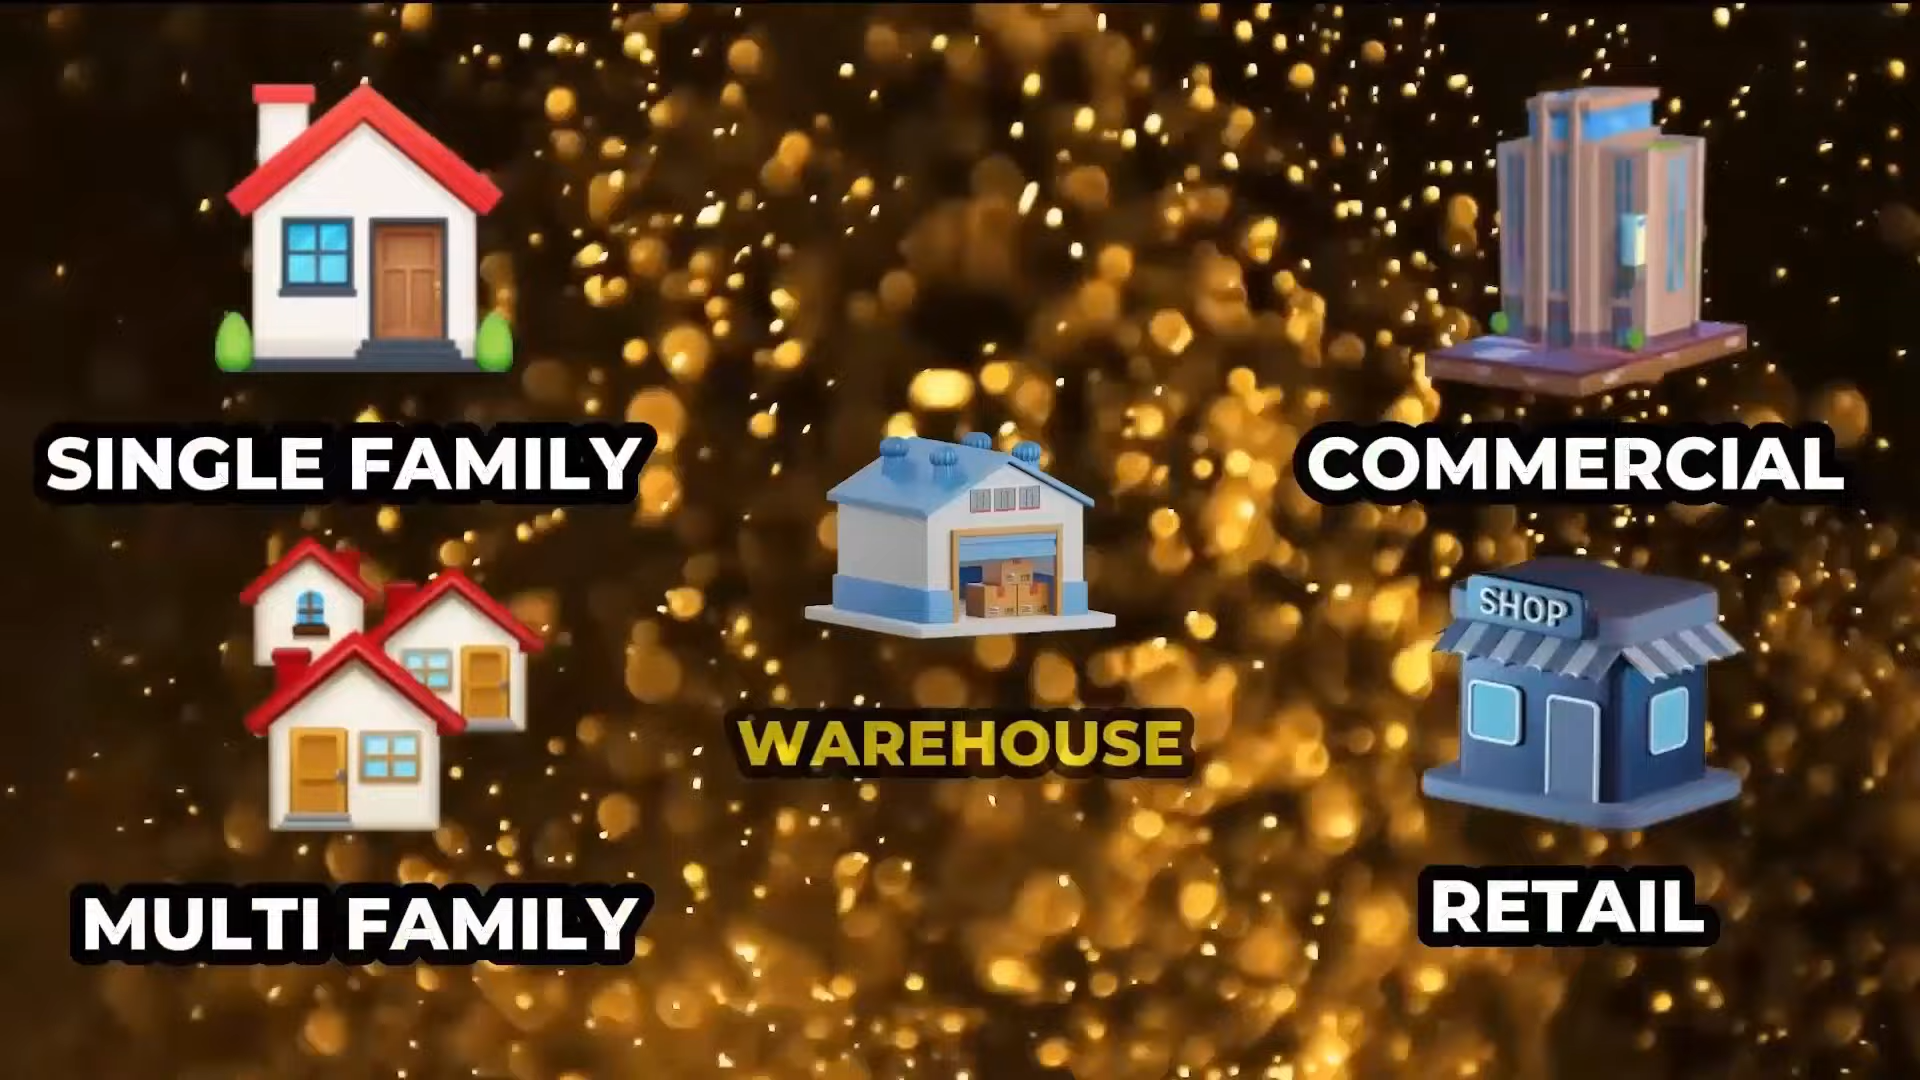 SINGLE FAMILY
COMMERCIAL
SHOP
WAREHOUSE
MULTI FAMILY
RETAIL